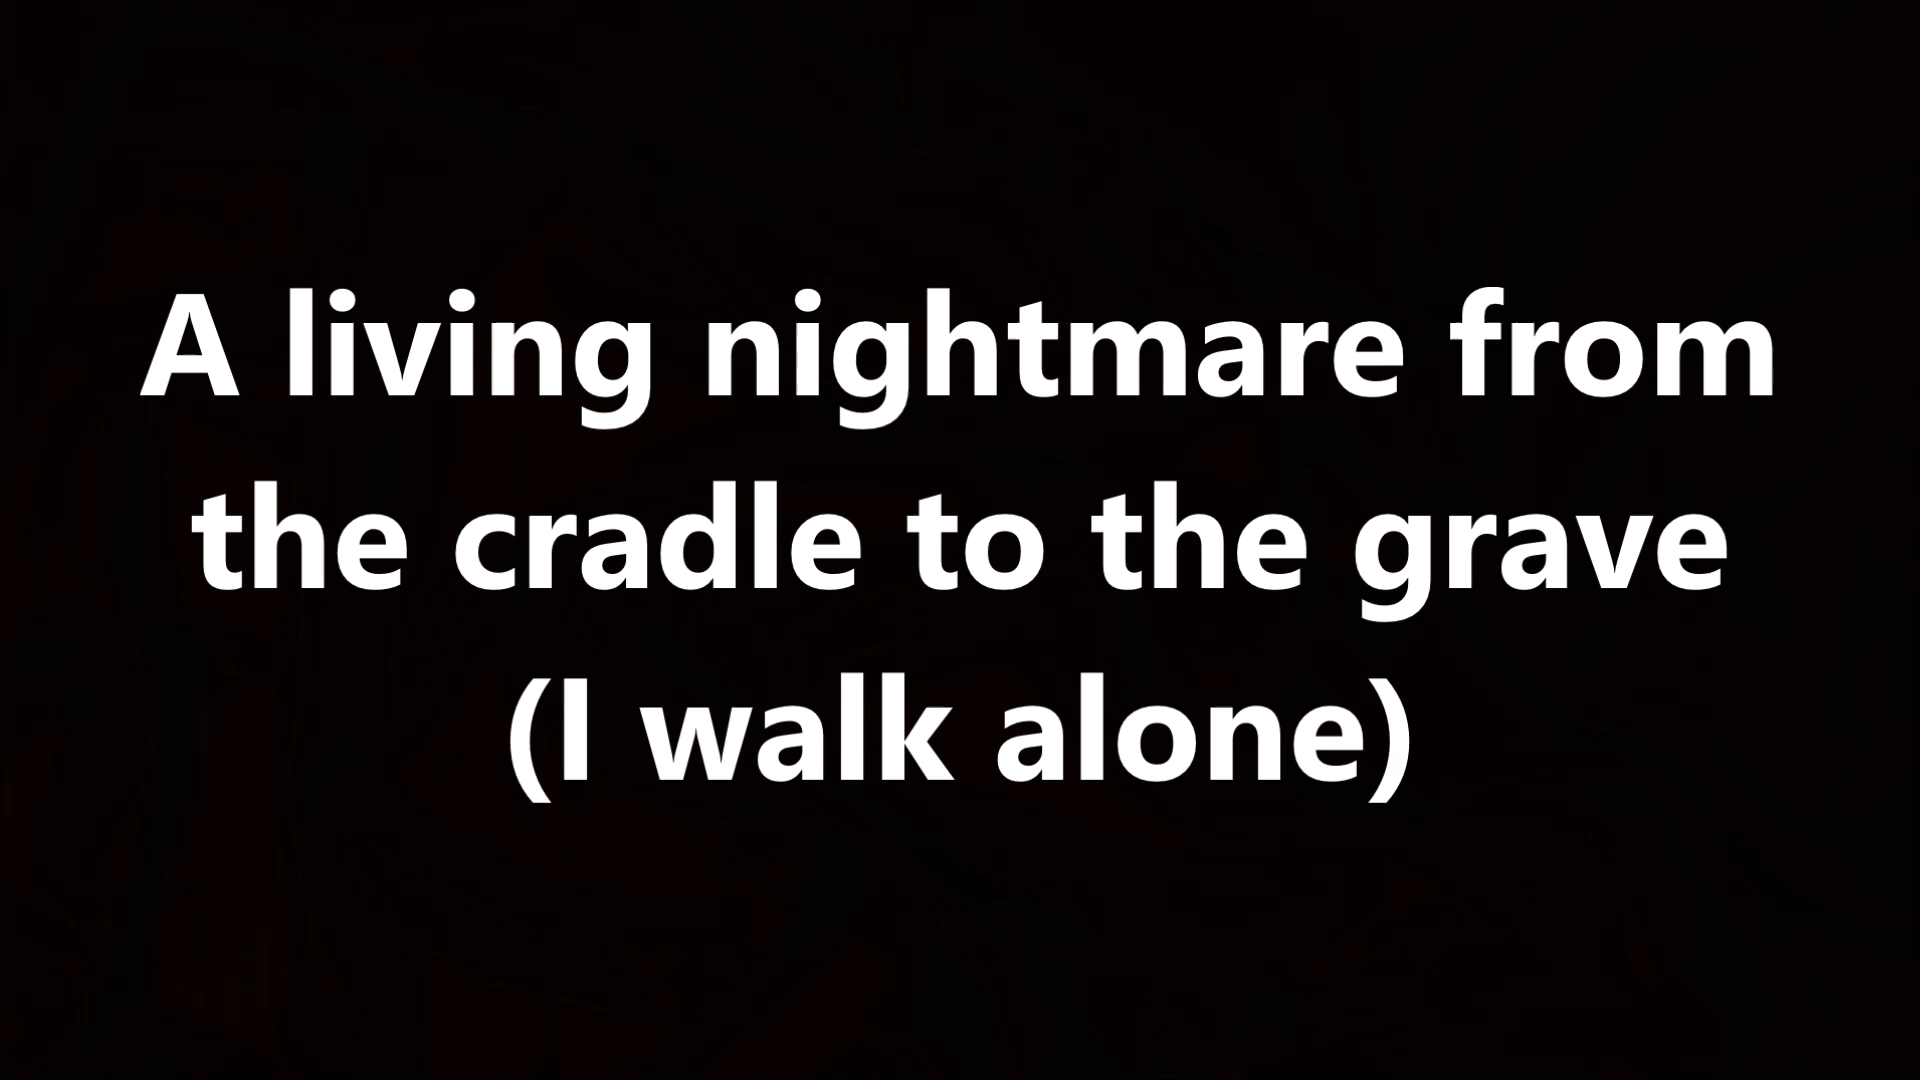 A living nightmare from
the cradle to the grave
(I walk alone)